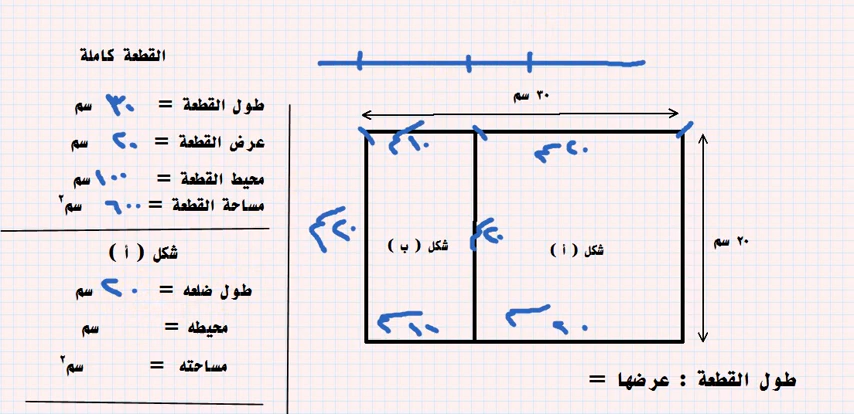 القطعة كاملة
طول القطعة = ٣٠ سم
عرض القطعة = ٢٠ سم
محيط القطعة = ١٠٠ سم
مساحة القطعة = ٦٠٠ سم٢
شكل ( أ )
طول ضلعه = ٢٠ سم
محيطه = سم
مساحته = سم٢
٣٠ سم
١٠ سم
٢٠ سم
٢٠ سم
٢٠ سم
شكل ( ب )
شكل ( أ )
٢٠ سم
١٠ سم
٢٠ سم
طول القطعة : عرضها =